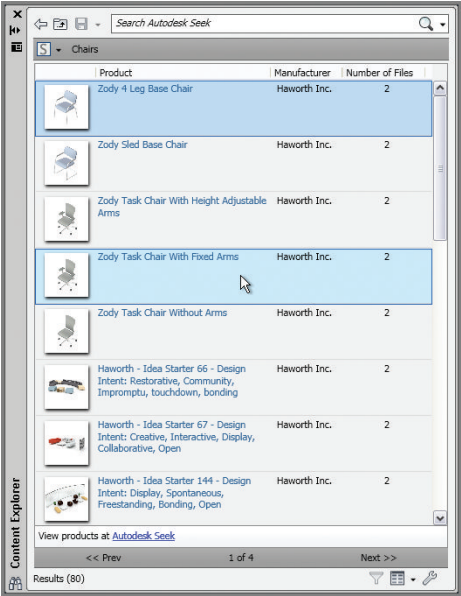 Search Autodesk Seek
S Chairs
Product Manufacturer Number of Files
Zody 4 Leg Base Chair Haworth Inc. 2
Zody Sled Base Chair Haworth Inc. 2
Zody Task Chair With Height Adjustable Haworth Inc. 2
Arms
Zody Task Chair With Fixed Arms Haworth Inc. 2
Zody Task Chair Without Arms Haworth Inc. 2
Haworth - Idea Starter 66 - Design Haworth Inc. 2
Intent: Restorative, Community,
Impromptu, touchdown, bonding
Haworth - Idea Starter 67 - Design Haworth Inc. 2
Intent: Creative, Interactive, Display,
Collaborative, Open
Haworth - Idea Starter 144 - Design Haworth Inc. 2
Intent: Display, Spontaneous,
Freestanding, Bonding, Open
View products at Autodesk Seek
<< Prev 1 of 4 Next >>
Results (80)
Content Explorer